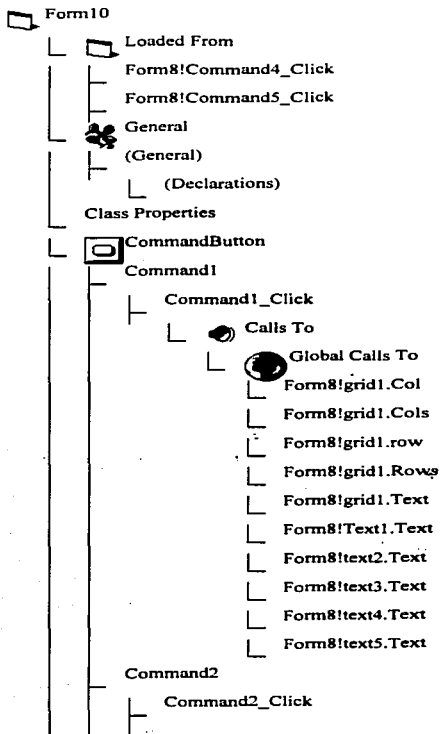 Form10
Loaded From
Form8!Command4_Click
Form8!Command5_Click
General
(General)
(Declarations)
Class Properties
CommandButton
Command1
Command1_Click
Calls To
Global Calls To
Form8!grid1.Col
Form8!grid1.Cols
Form8!grid1.row
Form8!grid1.Rows
Form8!grid1.Text
Form8!Text1.Text
Form8!text2.Text
Form8!text3.Text
Form8!text4.Text
Form8!text5.Text
Command2
Command2_Click